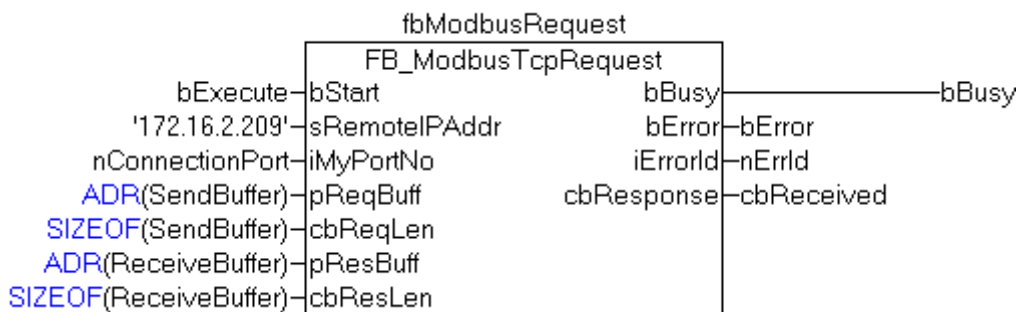 fbModbusRequest
FB_ModbusTcpRequest
bExecute bStart bBusy bBusy
'172.16.2.209' sRemoteIPAddr bError bError
nConnectionPort iMyPortNo iErrorId nErrId
ADR(SendBuffer) pReqBuff cbResponse cbReceived
SIZEOF(SendBuffer) cbReqLen
ADR(ReceiveBuffer) pResBuff
SIZEOF(ReceiveBuffer) cbResLen